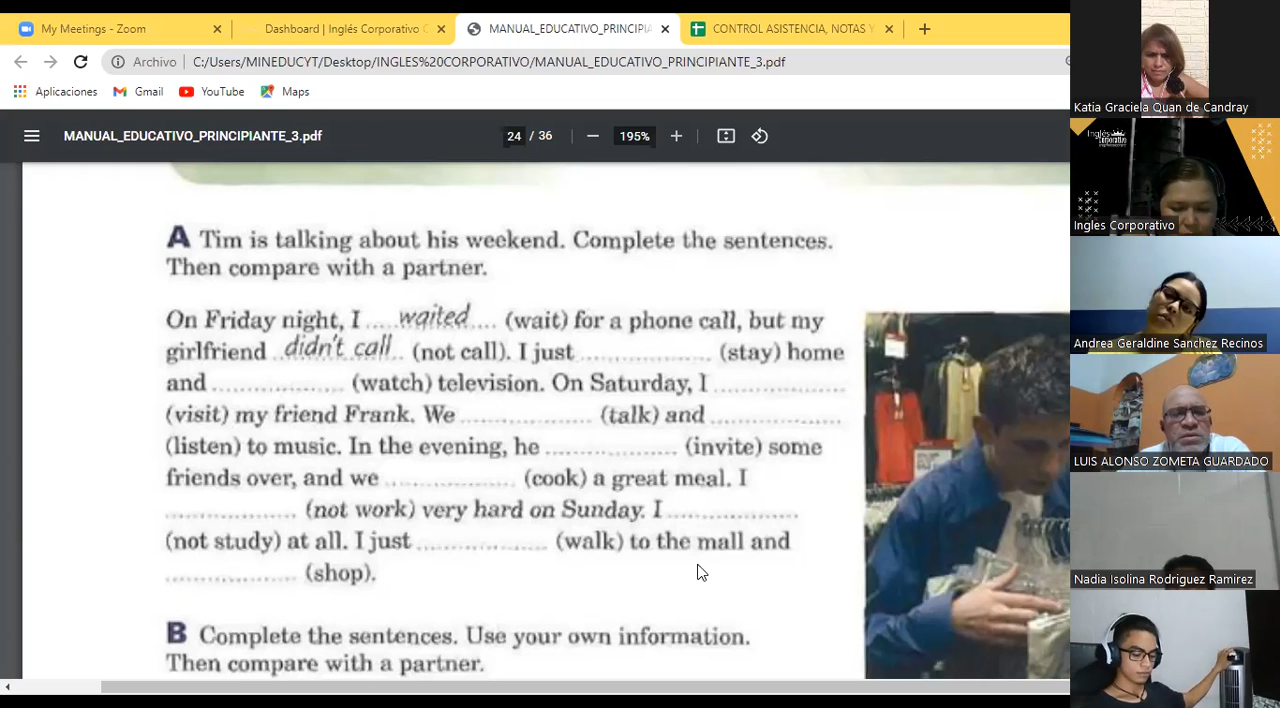 My Meetings - Zoom
Dashboard | Inglés Corporativo
MANUAL_EDUCATIVO_PRINCIPIA
CONTROL ASISTENCIA, NOTAS Y
Archivo
C:/Users/MINEDUCYT/Desktop/INGLES%20CORPORATIVO/MANUAL_EDUCATIVO_PRINCIPIANTE_3.pdf
Aplicaciones
Gmail
YouTube
Maps
MANUAL_EDUCATIVO_PRINCIPIANTE_3.pdf
24 / 36
195%
A Tim is talking about his weekend. Complete the sentences.
Then compare with a partner.
On Friday night, I ....waited.... (wait) for a phone call, but my
girlfriend ..didn't call.. (not call). I just .................... (stay) home
and .................... (watch) television. On Saturday, I ....................
(visit) my friend Frank. We .................... (talk) and ....................
(listen) to music. In the evening, he .................... (invite) some
friends over, and we .................... (cook) a great meal. I
.................... (not work) very hard on Sunday. I ....................
(not study) at all. I just .................... (walk) to the mall and
.................... (shop).
B Complete the sentences. Use your own information.
Then compare with a partner.
Katia Graciela Quan de Candray
Inglés
Corporativo
Ingles Corporativo
Andrea Geraldine Sanchez Recinos
LUIS ALONSO ZOMETA GUARDADO
Nadia Isolina Rodriguez Ramirez